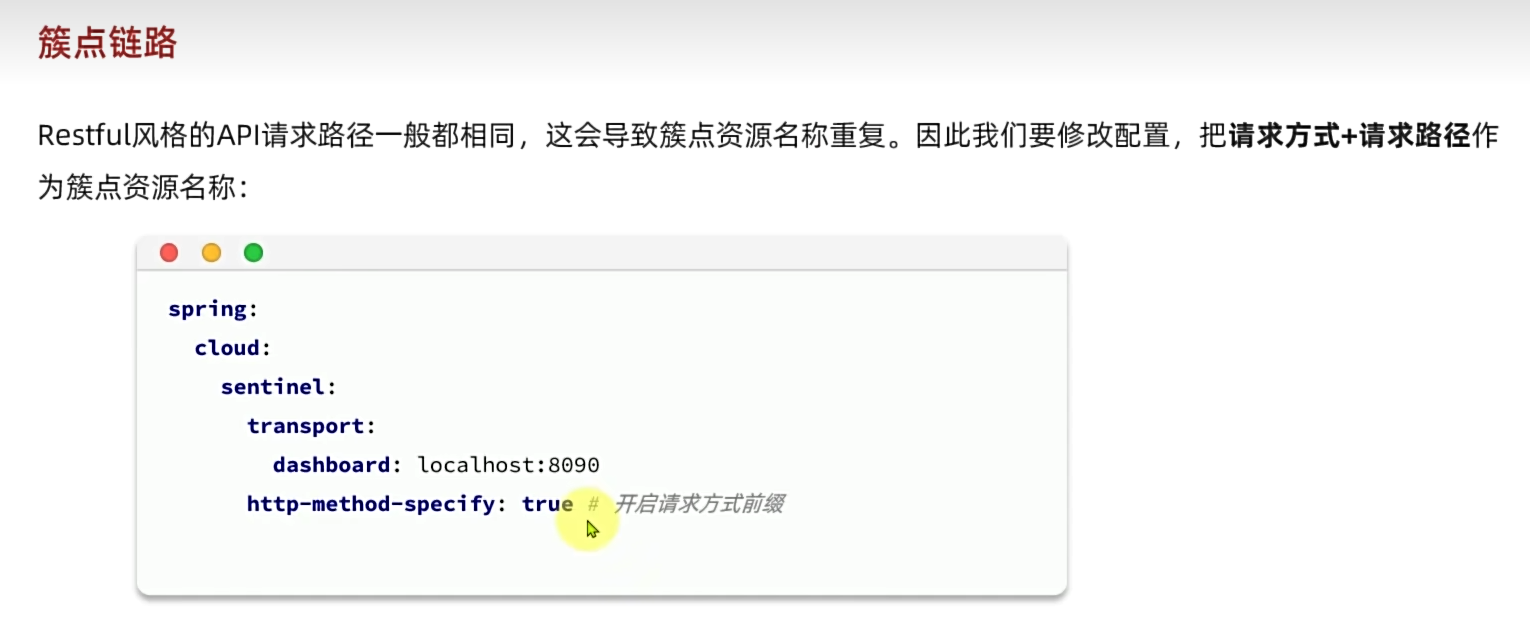 簇点链路
Restful风格的API请求路径一般都相同，这会导致簇点资源名称重复。因此我们要修改配置，把请求方式+请求路径作
为簇点资源名称：
spring:
  cloud:
    sentinel:
      transport:
        dashboard: localhost:8090
      http-method-specify: true # 开启请求方式前缀